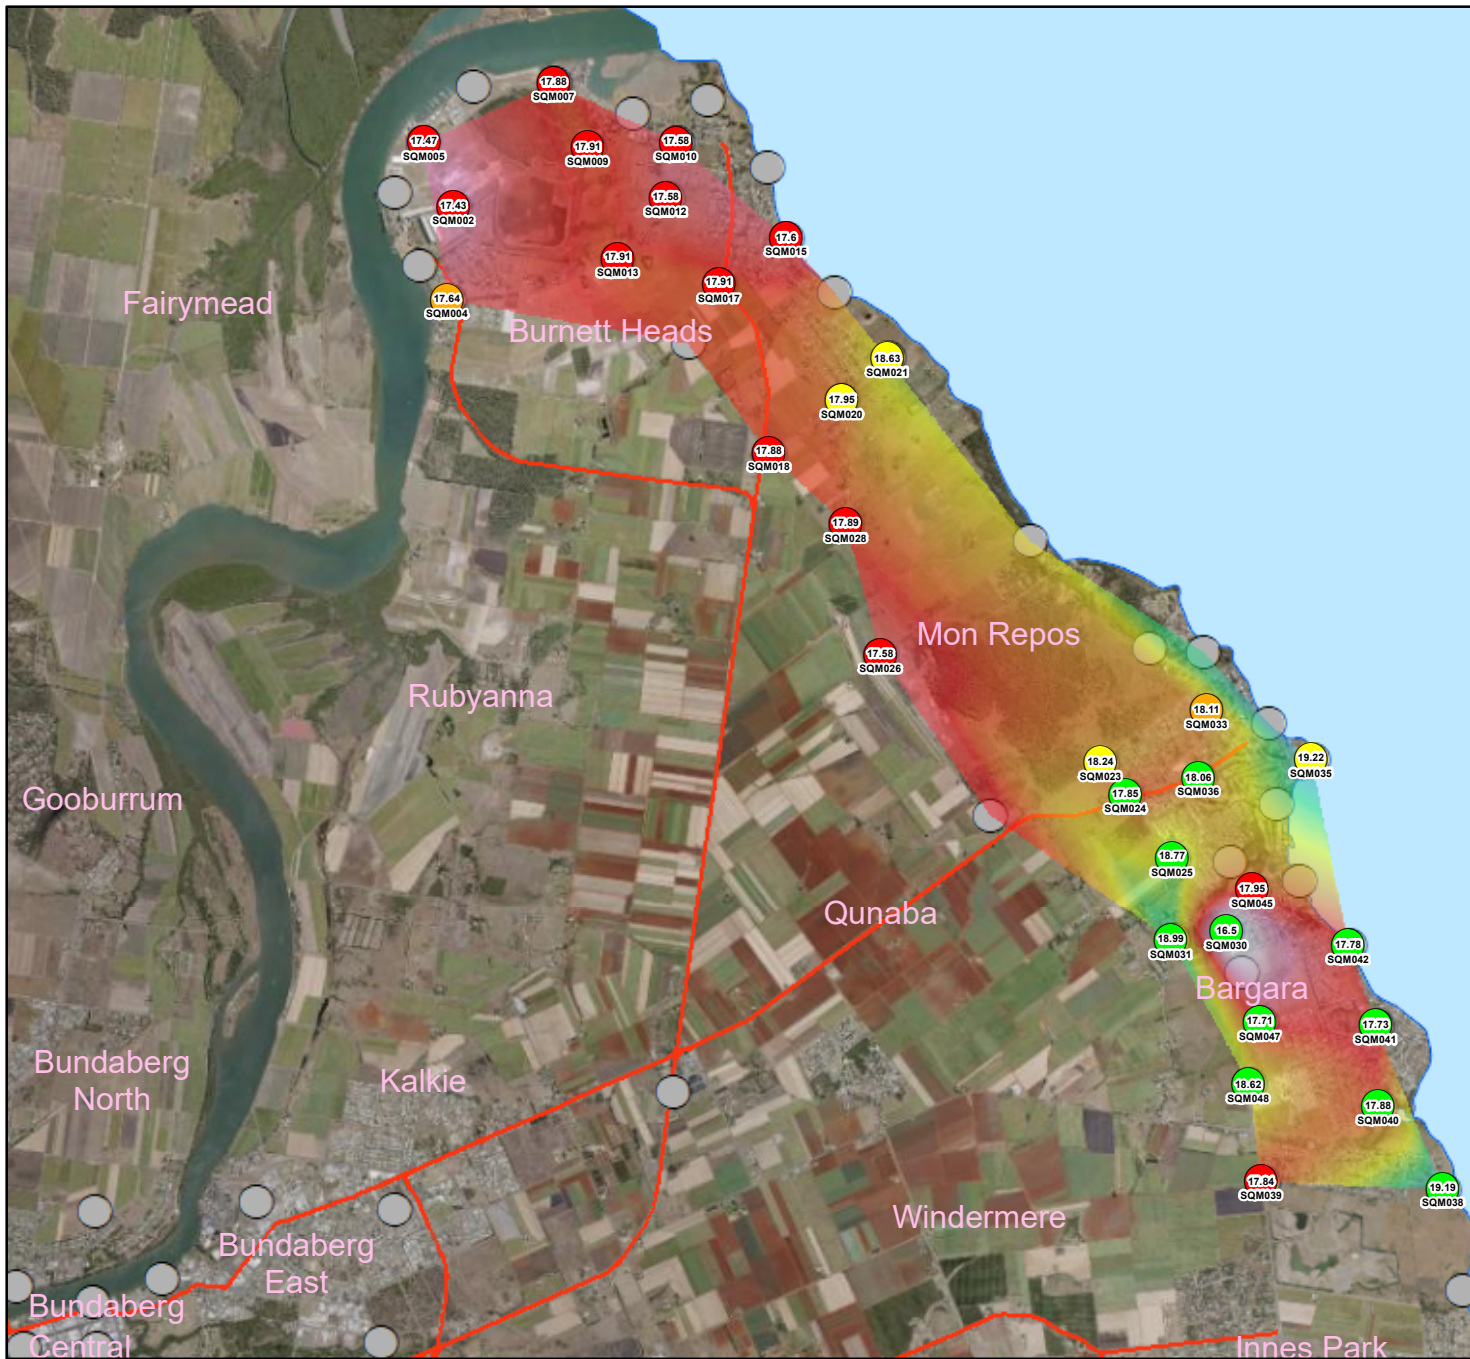 17.88
SQM007
17.47
SQM005
17.91
SQM009
17.58
SQM010
17.43
SQM002
17.58
SQM012
17.6
SQM015
17.91
SQM013
17.91
SQM017
Fairymead
17.64
SQM004
Burnett Heads
18.63
SQM021
17.95
SQM020
17.88
SQM018
17.89
SQM028
Mon Repos
17.58
SQM026
Rubyanna
18.11
SQM033
18.24
SQM023
19.22
SQM035
18.06
SQM036
17.85
SQM024
Gooburrum
18.77
SQM025
17.95
SQM045
Qunaba
16.5
SQM030
18.99
SQM031
17.78
SQM042
Bargara
17.71
SQM047
17.73
SQM041
Bundaberg
North
Kalkie
18.62
SQM048
17.88
SQM040
17.84
SQM039
19.19
SQM038
Windermere
Bundaberg
East
Bundaberg
Central
Innes Park